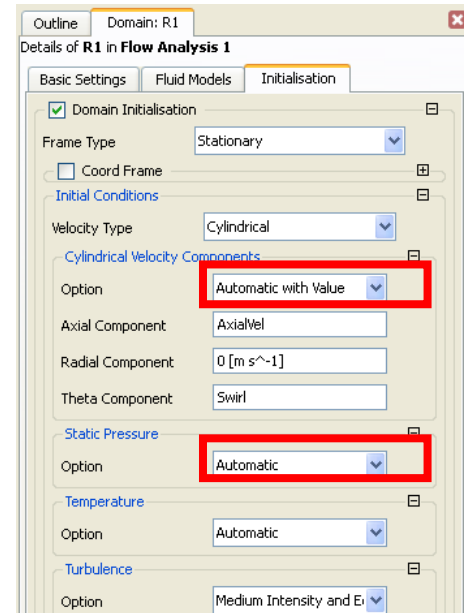 Outline Domain: R1
Details of R1 in Flow Analysis 1
Basic Settings Fluid Models Initialisation
Domain Initialisation
Frame Type Stationary
Coord Frame
Initial Conditions
Velocity Type Cylindrical
Cylindrical Velocity Components
Option Automatic with Value
Axial Component AxialVel
Radial Component 0 [m s^-1]
Theta Component Swirl
Static Pressure
Option Automatic
Temperature
Option Automatic
Turbulence
Option Medium Intensity and